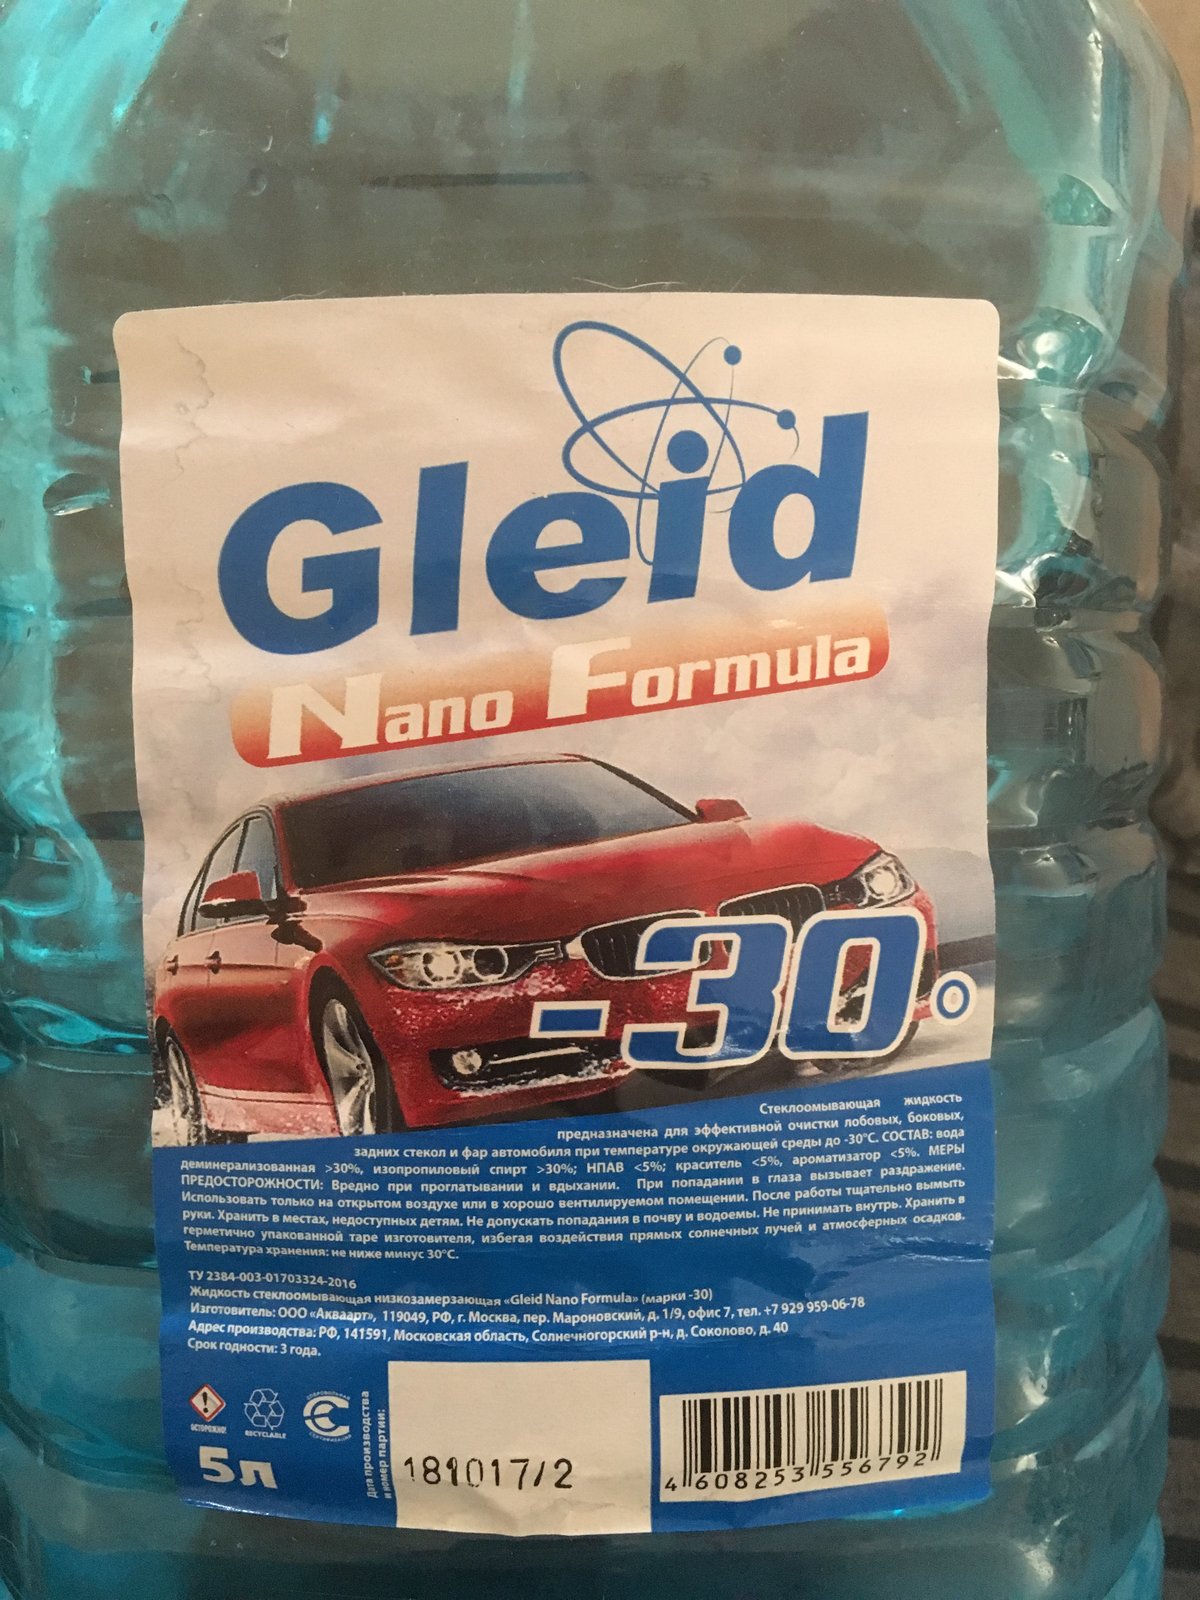 Gleid
Nano Formula
-30°
Стеклоомывающая жидкость
предназначена для эффективной очистки лобовых, боковых,
задних стекол и фар автомобиля при температуре окружающей среды до -30°С. СОСТАВ: вода
деминерализованная >30%, изопропиловый спирт >30%; НПАВ <5%; краситель <5%, ароматизатор <5%. МЕРЫ
ПРЕДОСТОРОЖНОСТИ: Вредно при проглатывании и вдыхании. При попадании в глаза вызывает раздражение.
Использовать только на открытом воздухе или в хорошо вентилируемом помещении. После работы тщательно вымыть
руки. Хранить в местах, недоступных детям. Не допускать попадания в почву и водоемы. Не принимать внутрь. Хранить в
герметично упакованной таре изготовителя, избегая воздействия прямых солнечных лучей и атмосферных осадков.
Температура хранения: не ниже минус 30°С.
ТУ 2384-003-01703324-2016
Жидкость стеклоомывающая низкозамерзающая «Gleid Nano Formula» (марки -30)
Изготовитель: ООО «Акваарт», 119049, РФ, г. Москва, пер. Мароновский, д. 1/9, офис 7, тел. +7 929 959-06-78
Адрес производства: РФ, 141591, Московская область, Солнечногорский р-н, д. Соколово, д. 40
Срок годности: 3 года.
ОСТОРОЖНО!
RECYCLABLE
ДОБРОВОЛЬНАЯ
СЕРТИФИКАЦИЯ
5л
Дата производства
и номер партии:
181017/2
4 608253 556792